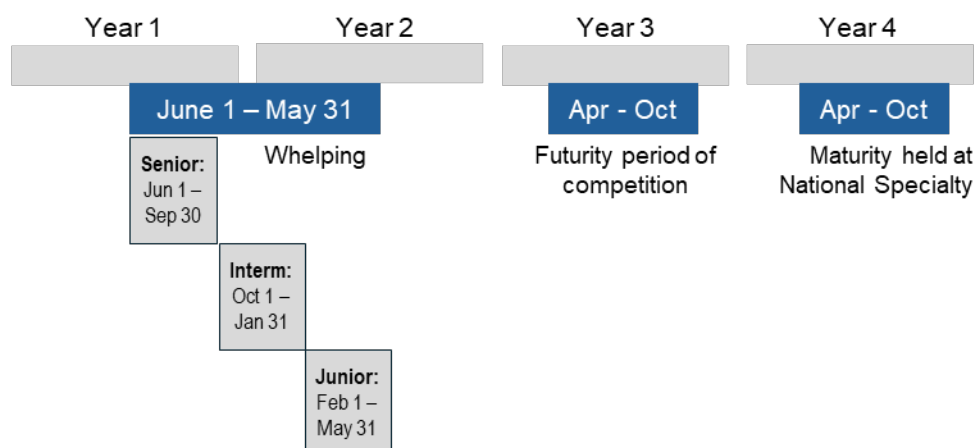 Year 1
Year 2
Year 3
Year 4
June 1 – May 31
Apr - Oct
Apr - Oct
Whelping
Futurity period of
competition
Maturity held at
National Specialty
Senior:
Jun 1 –
Sep 30
Interm:
Oct 1 –
Jan 31
Junior:
Feb 1 –
May 31